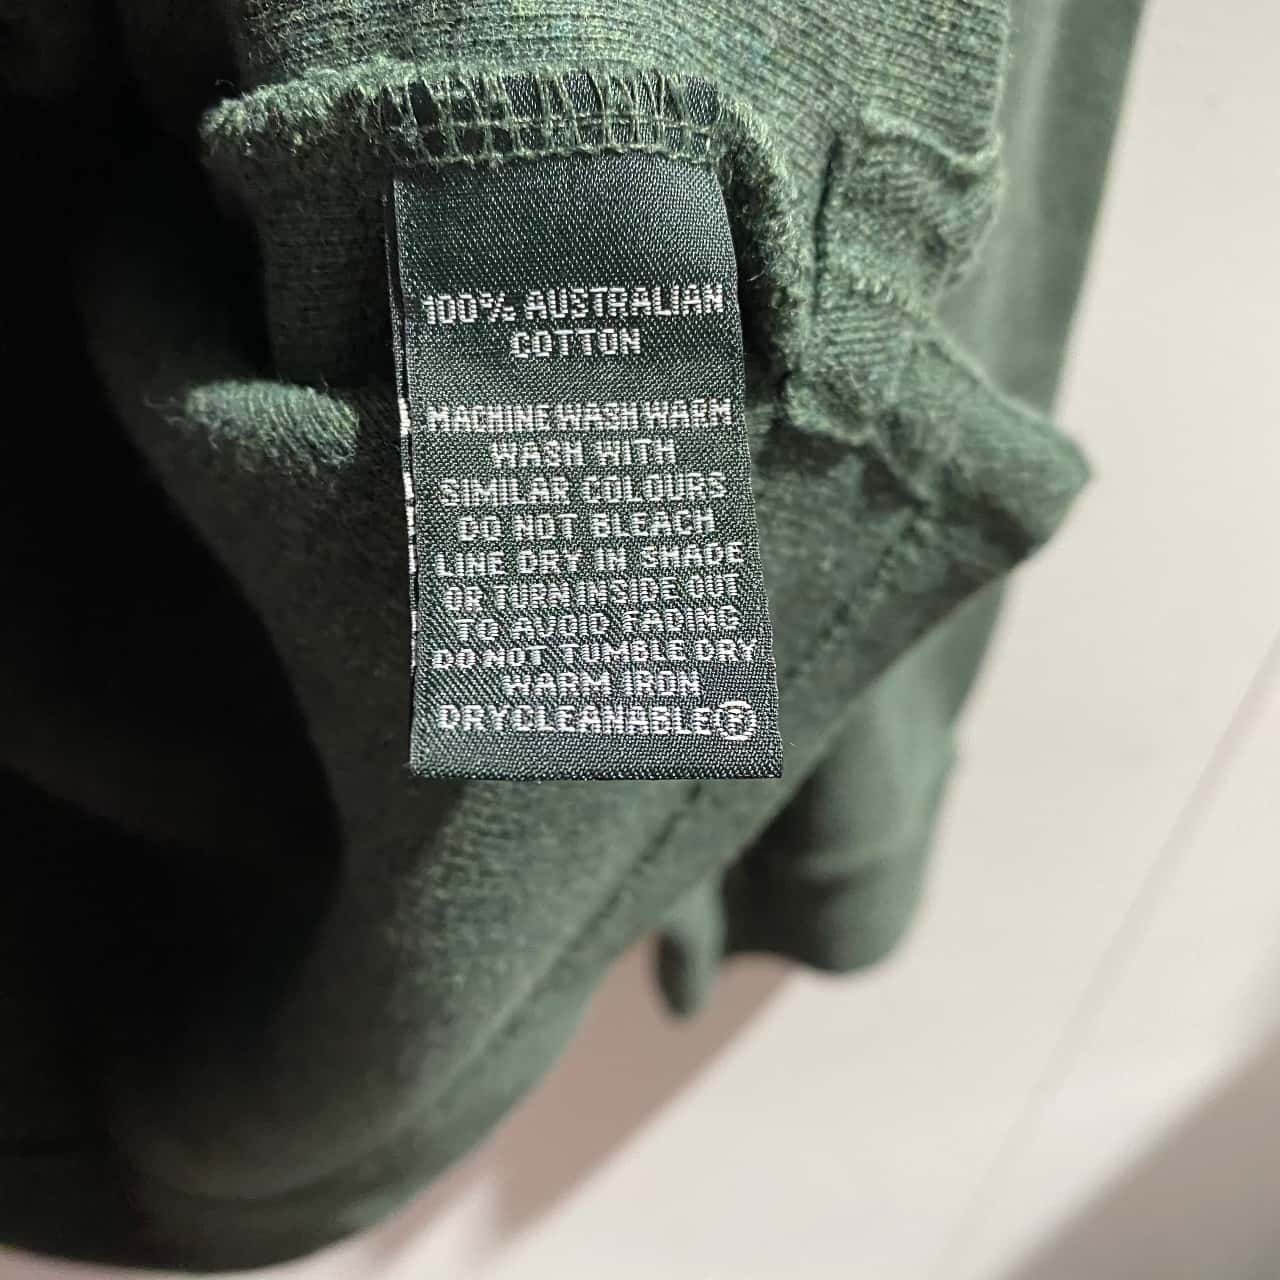 100% AUSTRALIAN
COTTON
MACHINE WASH WARM
WASH WITH
SIMILAR COLOURS
DO NOT BLEACH
LINE DRY IN SHADE
OR TURN INSIDE OUT
TO AVOID FADING
DO NOT TUMBLE DRY
WARM IRON
DRYCLEANABLE